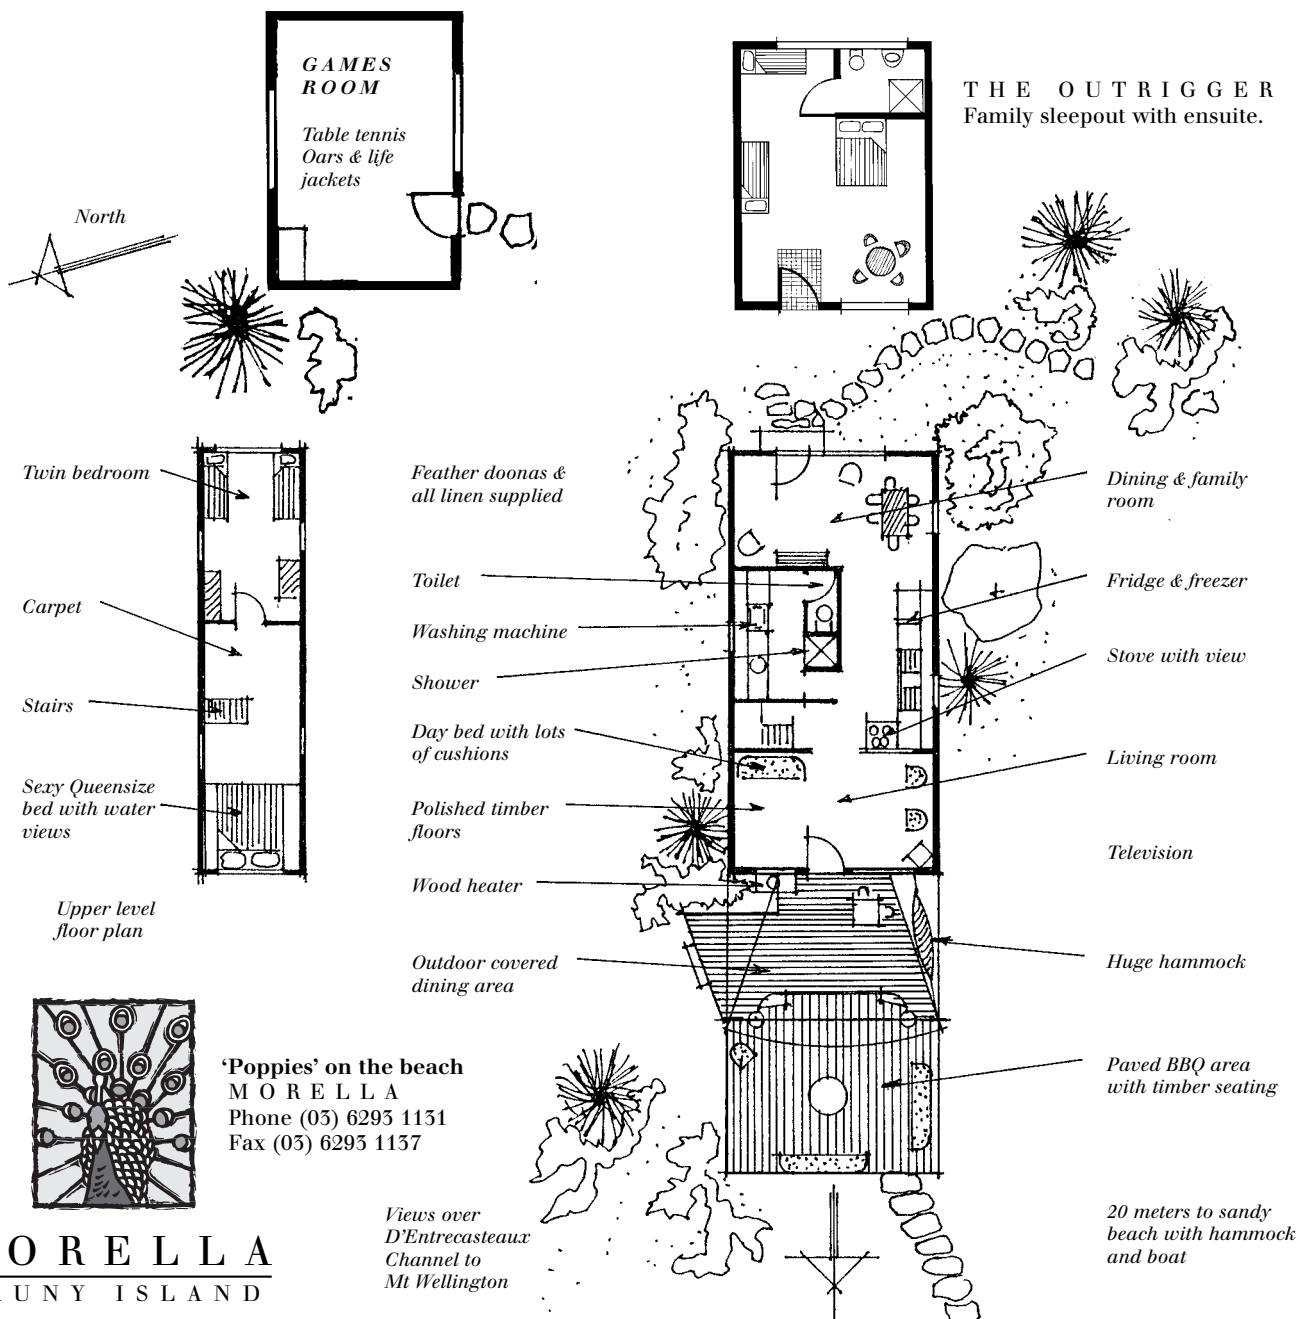 GAMES
ROOM
Table tennis
Oars & life
jackets
THE OUTRIGGER
Family sleepout with ensuite.
North
Twin bedroom
Carpet
Stairs
Sexy Queensize
bed with water
views
Upper level
floor plan
Feather doonas &
all linen supplied
Toilet
Washing machine
Shower
Day bed with lots
of cushions
Polished timber
floors
Wood heater
Outdoor covered
dining area
Dining & family
room
Fridge & freezer
Stove with view
Living room
Television
Huge hammock
Paved BBQ area
with timber seating
'Poppies' on the beach
MORELLA
Phone (03) 6293 1131
Fax (03) 6293 1137
Views over
D'Entrecasteaux
Channel to
Mt Wellington
20 meters to sandy
beach with hammock
and boat
ORELLA
UNY ISLAND